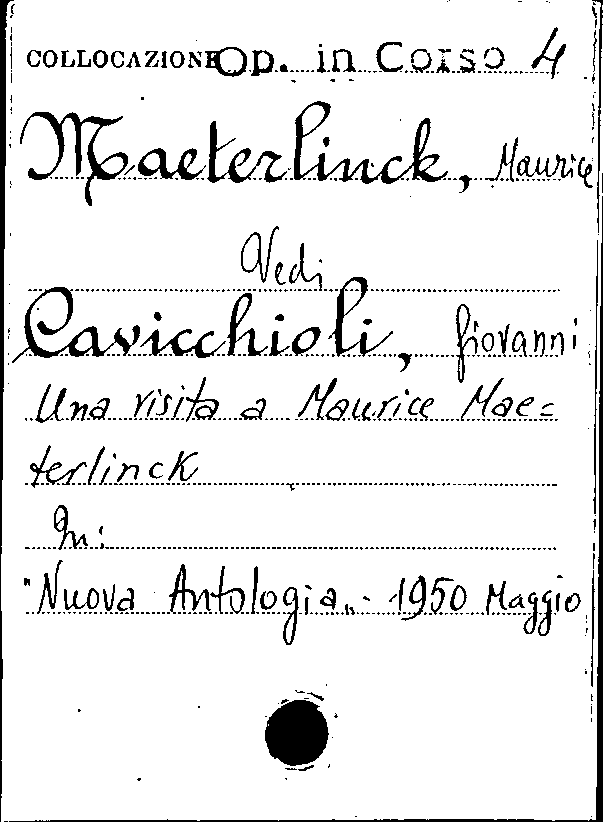 COLLOCAZIONE Op. in Corso 4
Maeterlinck, Maurice
Vedi
Cavicchioli, Giovanni
Una visita a Maurice Mae=
terlinck
In:
"Nuova Antologia„ - 1950 Maggio